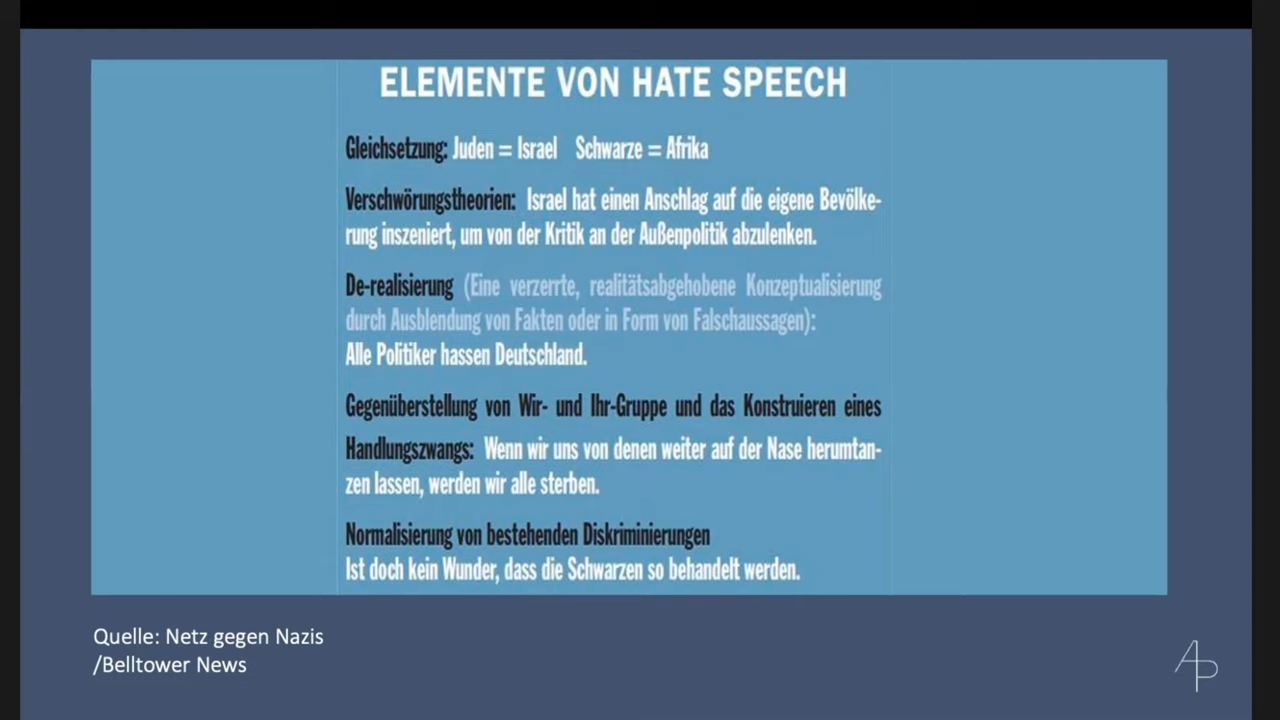 ELEMENTE VON HATE SPEECH
Gleichsetzung: Juden = Israel Schwarze = Afrika
Verschwörungstheorien: Israel hat einen Anschlag auf die eigene Bevölke-
rung inszeniert, um von der Kritik an der Außenpolitik abzulenken.
De-realisierung (Eine verzerrte, realitätsabgehobene Konzeptualisierung
durch Ausblendung von Fakten oder in Form von Falschaussagen):
Alle Politiker hassen Deutschland.
Gegenüberstellung von Wir- und Ihr-Gruppe und das Konstruieren eines
Handlungszwangs: Wenn wir uns von denen weiter auf der Nase herumtan-
zen lassen, werden wir alle sterben.
Normalisierung von bestehenden Diskriminierungen
Ist doch kein Wunder, dass die Schwarzen so behandelt werden.
Quelle: Netz gegen Nazis
/Belltower News
AP